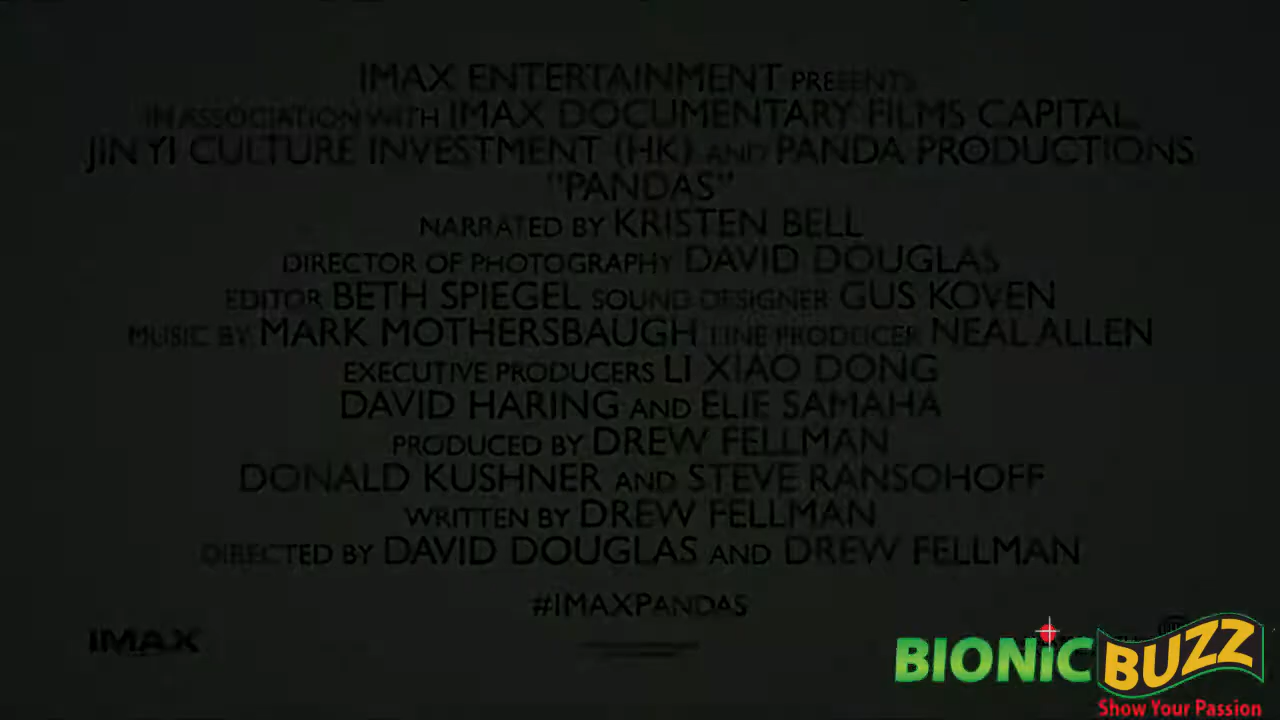 IMAX ENTERTAINMENT PRESENTS
IN ASSOCIATION WITH IMAX DOCUMENTARY FILMS CAPITAL,
JIN YI CULTURE INVESTMENT (HK) AND PANDA PRODUCTIONS
"PANDAS"
NARRATED BY KRISTEN BELL
DIRECTOR OF PHOTOGRAPHY DAVID DOUGLAS
EDITOR BETH SPIEGEL SOUND DESIGNER GUS KOVEN
MUSIC BY MARK MOTHERSBAUGH LINE PRODUCER NEAL ALLEN
EXECUTIVE PRODUCERS LI XIAO DONG
DAVID HARING AND ELIE SAMAHA
PRODUCED BY DREW FELLMAN
DONALD KUSHNER AND STEVE RANSOHOFF
WRITTEN BY DREW FELLMAN
DIRECTED BY DAVID DOUGLAS AND DREW FELLMAN
#IMAXPANDAS
IMAX
BIONIC BUZZ
Show Your Passion